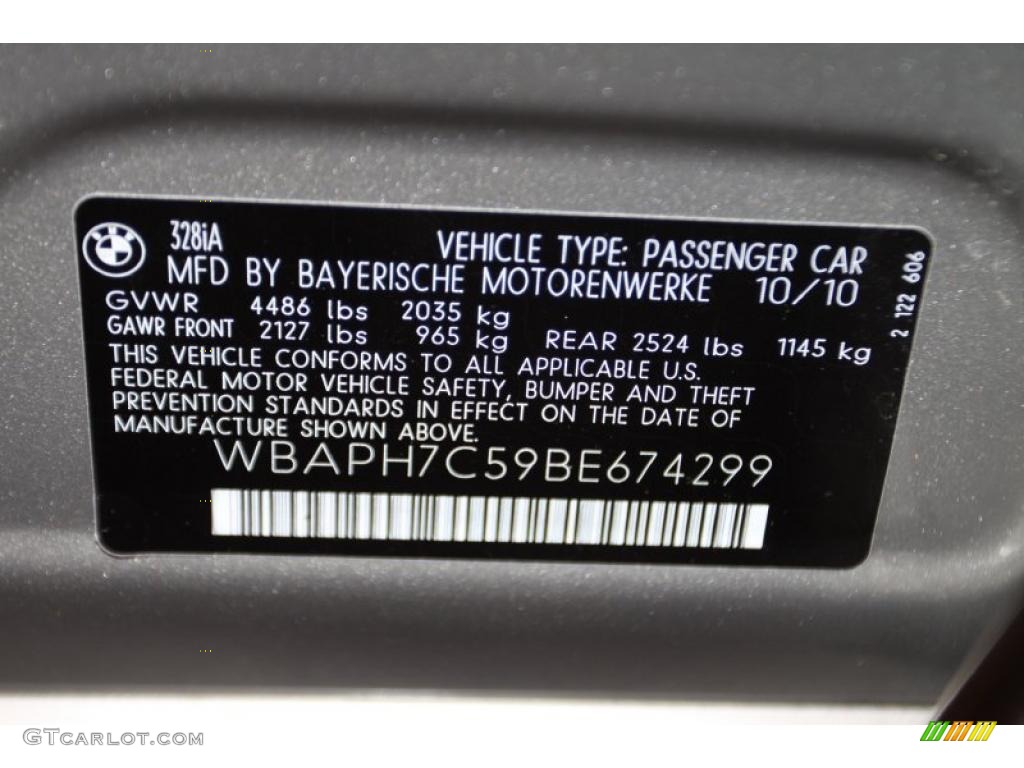 328iA VEHICLE TYPE: PASSENGER CAR
MFD BY BAYERISCHE MOTORENWERKE 10/10
GVWR 4486 lbs 2035 kg
GAWR FRONT 2127 lbs 965 kg REAR 2524 lbs 1145 kg
THIS VEHICLE CONFORMS TO ALL APPLICABLE U.S.
FEDERAL MOTOR VEHICLE SAFETY, BUMPER AND THEFT
PREVENTION STANDARDS IN EFFECT ON THE DATE OF
MANUFACTURE SHOWN ABOVE.
WBAPH7C59BE674299
2 122 606
GTCARLOT.COM